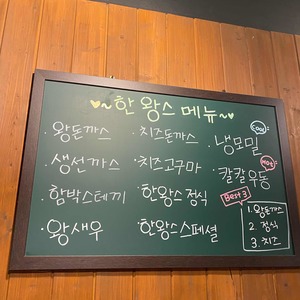 ♥~한 왕스 메뉴~♥
· 왕돈까스
· 생선까스
· 함박스테끼
· 왕새우
· 치즈돈까스
· 치즈고구마
· 한왕스 정식
· 한왕스스페셜
Cool
· 냉모밀
Hot
· 칼칼우동
Best 3
1. 왕돈까스
2. 정식
3. 치즈